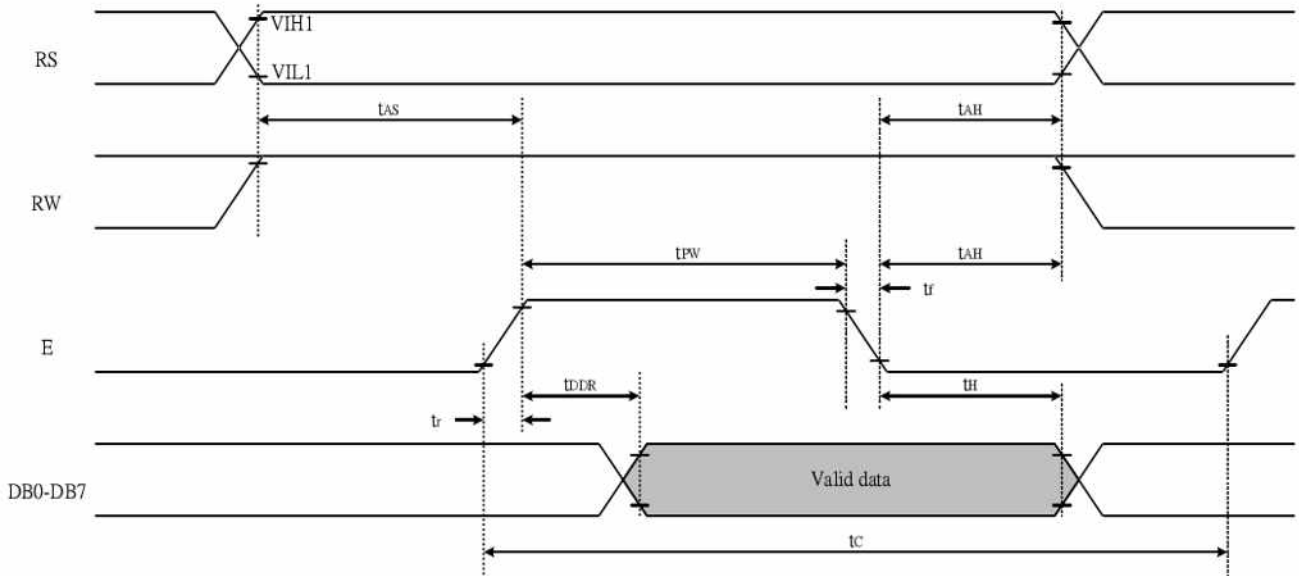 VIH1
RS
VIL1
tAS
tAH
RW
tPW
tAH
tf
E
tDDR
tH
tr
Valid data
DB0-DB7
tC